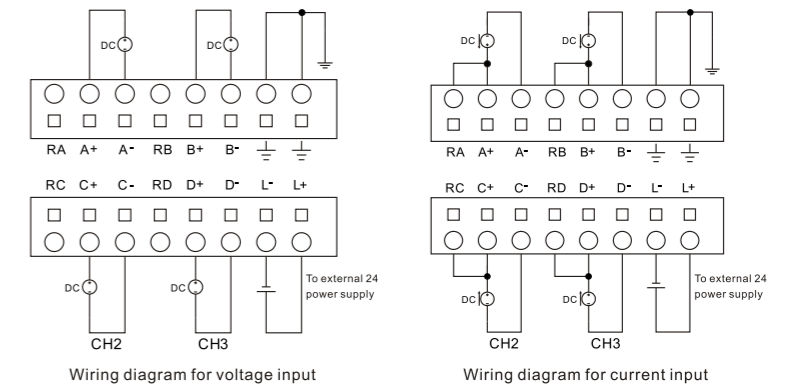 DC DC
RA A+ A- RB B+ B-
RC C+ C- RD D+ D- L- L+
DC DC
To external 24
power supply
CH2 CH3
Wiring diagram for voltage input
DC DC
RA A+ A- RB B+ B-
RC C+ C- RD D+ D- L- L+
DC DC
To external 24
power supply
CH2 CH3
Wiring diagram for current input